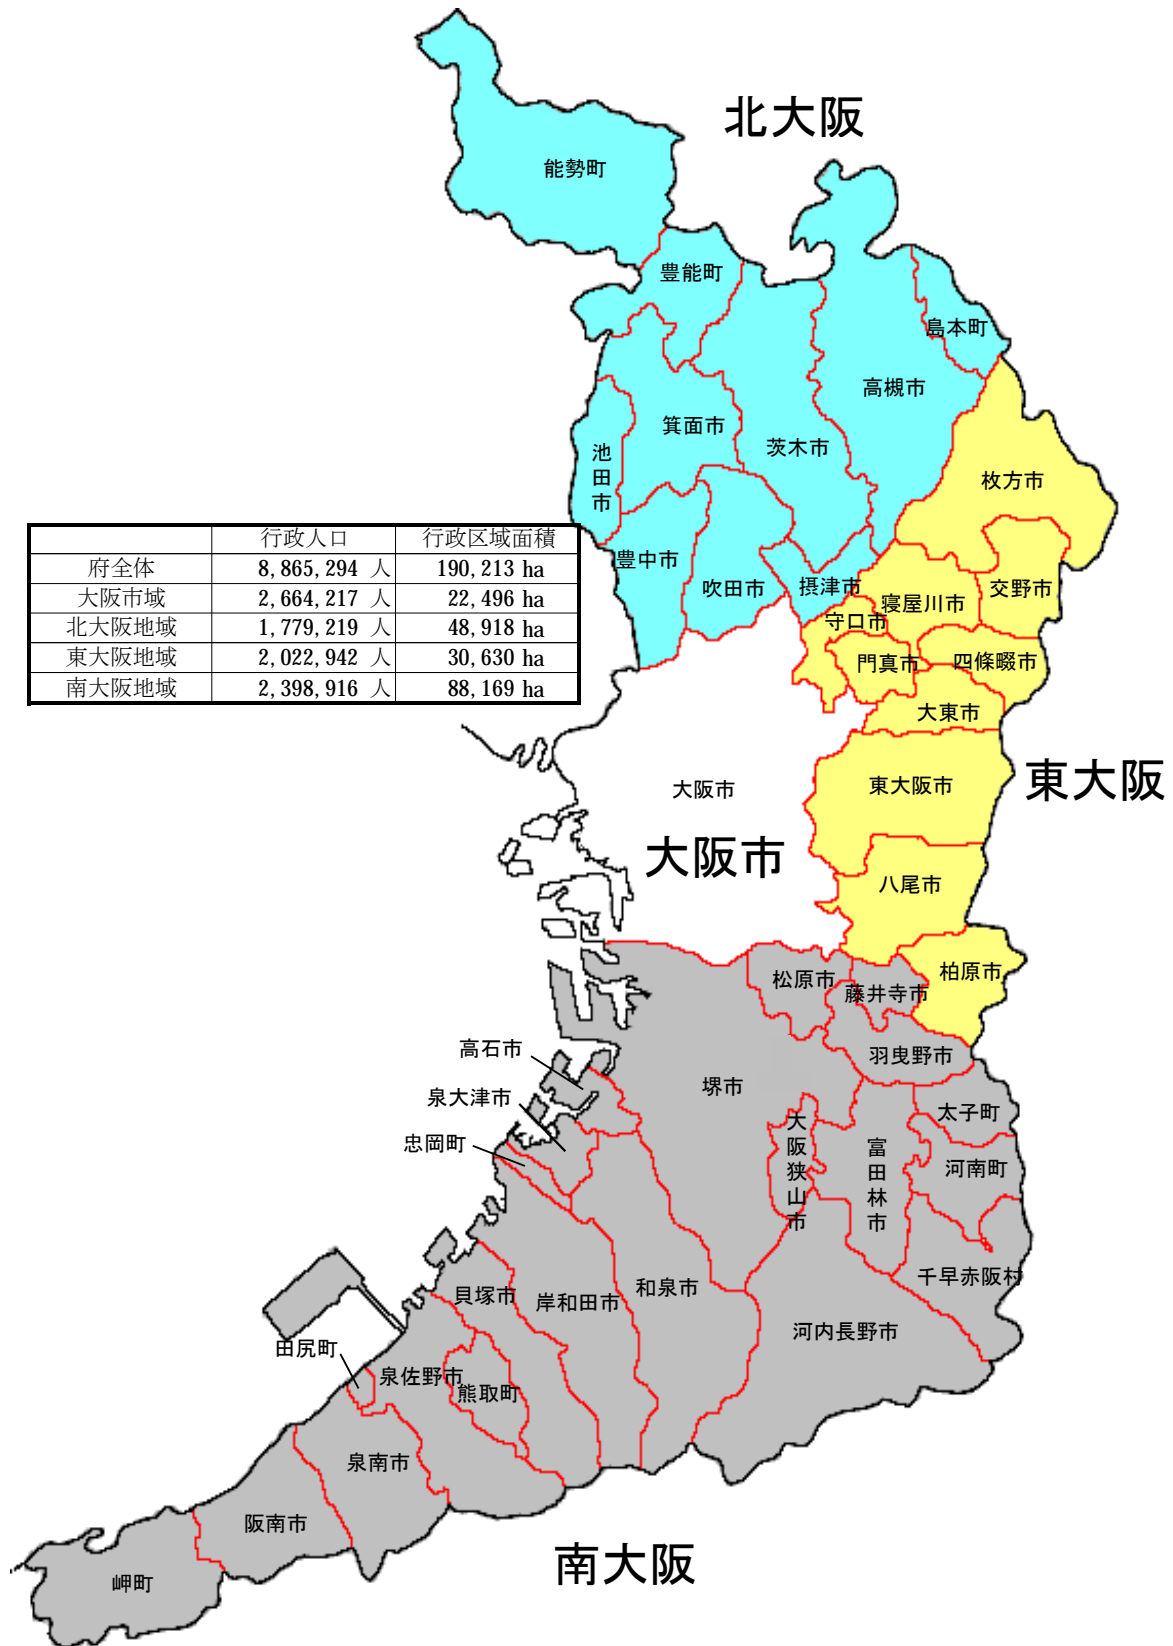 北大阪
能勢町
豊能町
島本町
高槻市
箕面市
茨木市
池田市
枚方市
豊中市
吹田市
摂津市
交野市
寝屋川市
守口市
門真市
四條畷市
大東市
行政人口 行政区域面積
府全体 8,865,294 人 190,213 ha
大阪市域 2,664,217 人 22,496 ha
北大阪地域 1,779,219 人 48,918 ha
東大阪地域 2,022,942 人 30,630 ha
南大阪地域 2,398,916 人 88,169 ha
東大阪
東大阪市
大阪市
大阪市
八尾市
柏原市
松原市
藤井寺市
羽曳野市
高石市
堺市
泉大津市
太子町
忠岡町
大阪狭山市
富田林市
河南町
千早赤阪村
和泉市
岸和田市
貝塚市
河内長野市
田尻町
泉佐野市
熊取町
泉南市
阪南市
南大阪
岬町